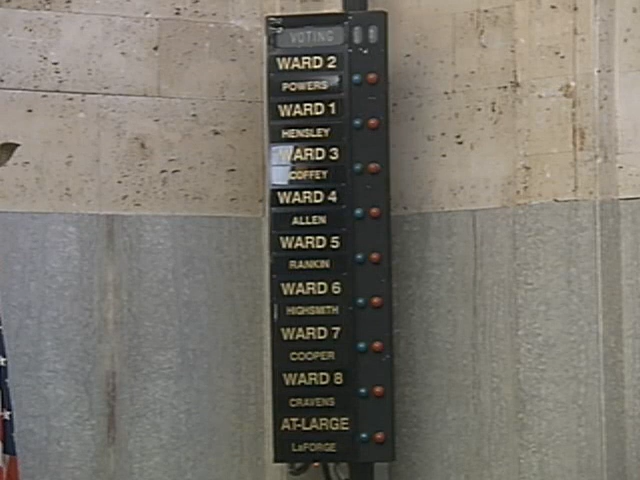 VOTING
WARD 2
POWERS
WARD 1
HENSLEY
WARD 3
COFFEY
WARD 4
ALLEN
WARD 5
RANKIN
WARD 6
HIGHSMITH
WARD 7
COOPER
WARD 8
CRAVENS
AT-LARGE
LaFORGE